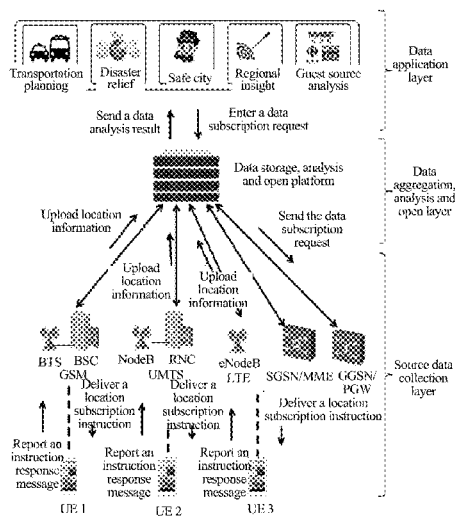 Transportation
planning
Disaster
relief
Safe city
Regional
insight
Guest source
analysis
Data
application
layer
Send a data
analysis result
Enter a data
subscription request
Data storage, analysis
and open platform
Data
aggregation,
analysis and
open layer
Upload location
information
Send the data
subscription
request
Upload
location
information
Upload
location
information
BTS BSC
GSM
NodeB RNC
UMTS
eNodeB
LTE
SGSN/MME
GGSN/
PGW
Source data
collection
layer
Deliver a
location
subscription
instruction
Deliver a
location
subscription
instruction
Deliver a location
subscription instruction
Report an
instruction
response
message
Report an
instruction
response
message
Report an
instruction
response
message
UE 1
UE 2
UE 3